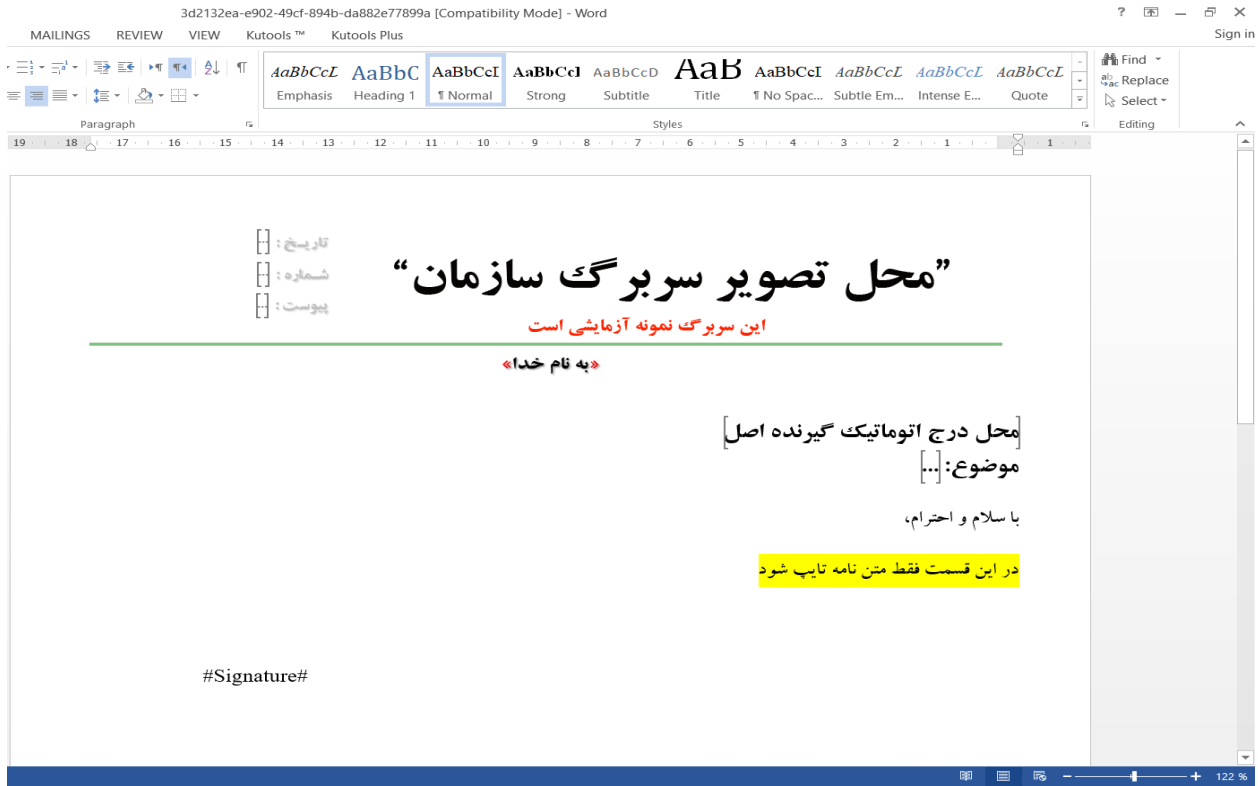 3d2132ea-e902-49cf-894b-da882e77899a [Compatibility Mode] - Word
MAILINGS REVIEW VIEW Kutools ™ Kutools Plus Sign in
AaBbCcL AaBbC AaBbCcI AaBbCcl AaBbCcD AaB AaBbCcI AaBbCcL AaBbCcL AaBbCcL Find
Replace
Emphasis Heading 1 ¶ Normal Strong Subtitle Title ¶ No Spac... Subtle Em... Intense E... Quote Select
Paragraph Styles Editing
19 18 17 16 15 14 13 12 11 10 9 8 7 6 5 4 3 2 1 1
تاریـخ : [..]
شـماره : [..]
پیوست : [..]
”محل تصویر سربرگ سازمان“
این سربرگ نمونه آزمایشی است
«به نام خدا»
[محل درج اتوماتیک گیرنده اصل]
موضوع: [...]
با سلام و احترام،
در این قسمت فقط متن نامه تایپ شود
#Signature#
122 %